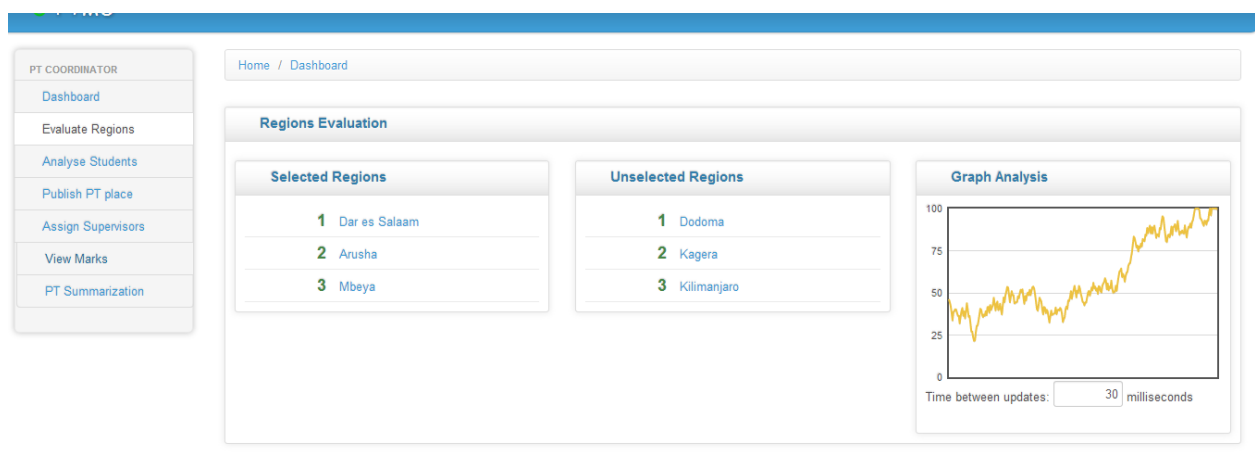 PT COORDINATOR
Dashboard
Evaluate Regions
Analyse Students
Publish PT place
Assign Supervisors
View Marks
PT Summarization
Home / Dashboard
Regions Evaluation
Selected Regions
1 Dar es Salaam
2 Arusha
3 Mbeya
Unselected Regions
1 Dodoma
2 Kagera
3 Kilimanjaro
Graph Analysis
100
75
50
25
0
Time between updates: 30 milliseconds